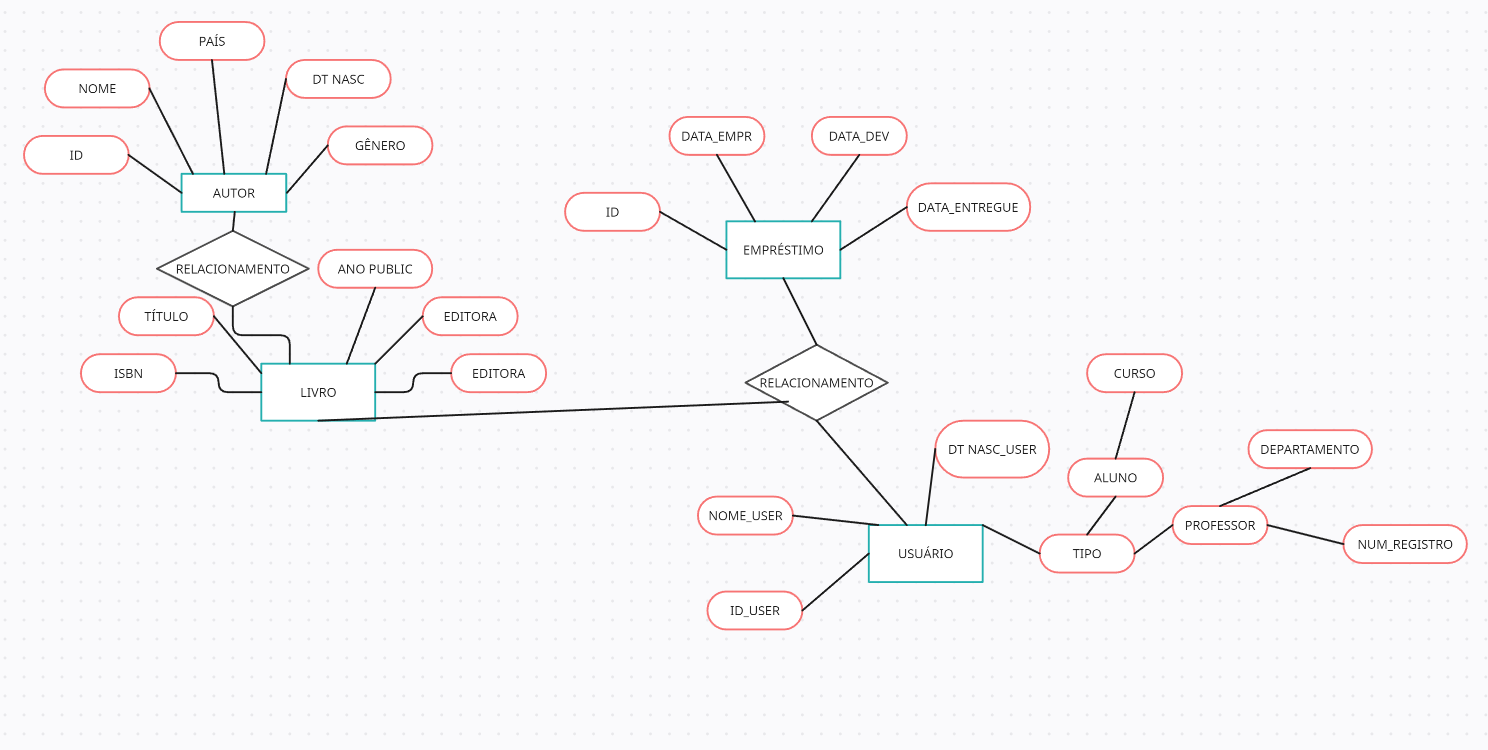 PAÍS
DT NASC
NOME
GÊNERO
ID
AUTOR
RELACIONAMENTO
ANO PUBLIC
TÍTULO
EDITORA
ISBN
EDITORA
LIVRO
DATA_EMPR
DATA_DEV
ID
DATA_ENTREGUE
EMPRÉSTIMO
RELACIONAMENTO
DT NASC_USER
NOME_USER
USUÁRIO
ID_USER
CURSO
ALUNO
TIPO
DEPARTAMENTO
PROFESSOR
NUM_REGISTRO